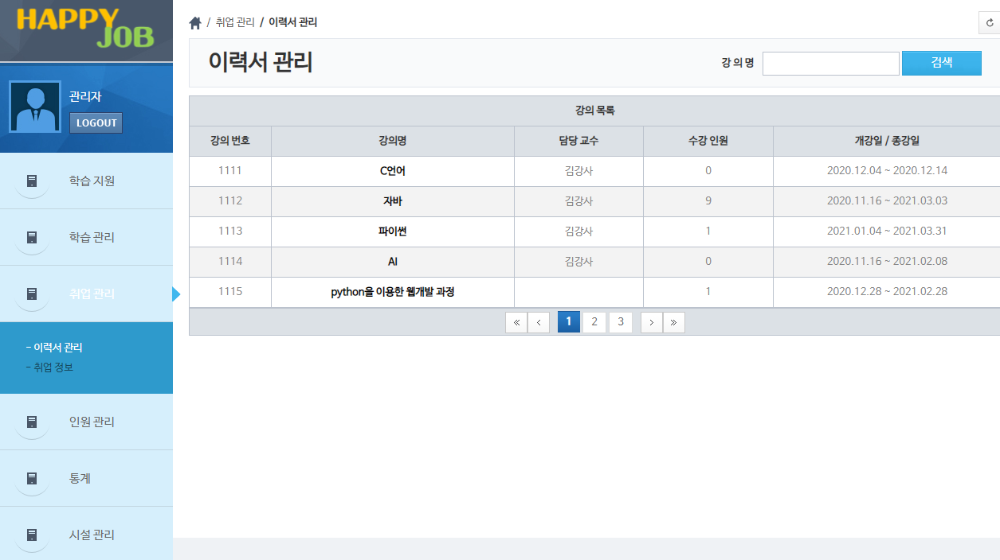 HAPPY
JOB
관리자
LOGOUT
학습 지원
학습 관리
취업 관리
- 이력서 관리
- 취업 정보
인원 관리
통계
시설 관리
/ 취업 관리 / 이력서 관리
이력서 관리
강 의 명
검색
강의 목록
강의 번호 강의명 담당 교수 수강 인원 개강일 / 종강일
1111 C언어 김강사 0 2020.12.04 ~ 2020.12.14
1112 자바 김강사 9 2020.11.16 ~ 2021.03.03
1113 파이썬 김강사 1 2021.01.04 ~ 2021.03.31
1114 AI 김강사 0 2020.11.16 ~ 2021.02.08
1115 python을 이용한 웹개발 과정 1 2020.12.28 ~ 2021.02.28
« ‹ 1 2 3 › »